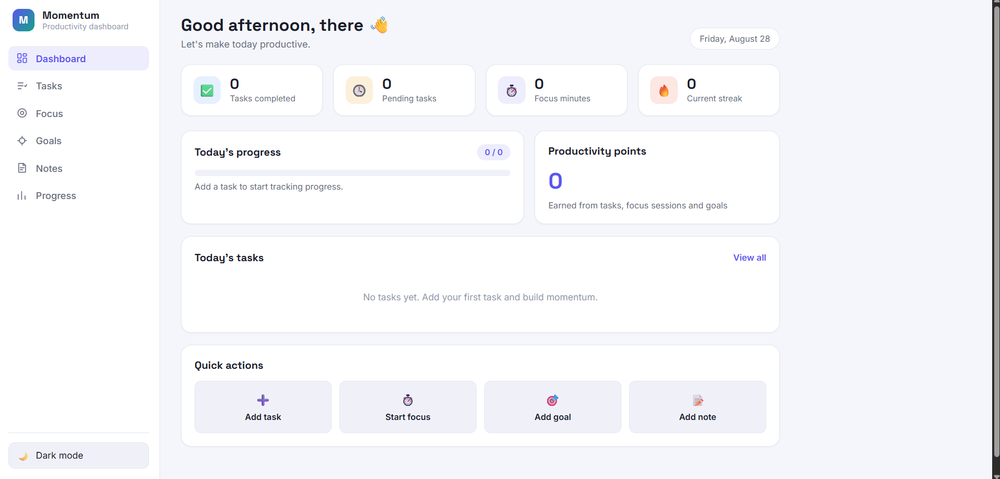 M
Momentum
Productivity dashboard
Dashboard
Tasks
Focus
Goals
Notes
Progress
Dark mode
Good afternoon, there 👋
Let's make today productive.
Friday, August 28
0
Tasks completed
0
Pending tasks
0
Focus minutes
0
Current streak
Today’s progress
0 / 0
Add a task to start tracking progress.
Productivity points
0
Earned from tasks, focus sessions and goals
Today’s tasks
View all
No tasks yet. Add your first task and build momentum.
Quick actions
Add task
Start focus
Add goal
Add note